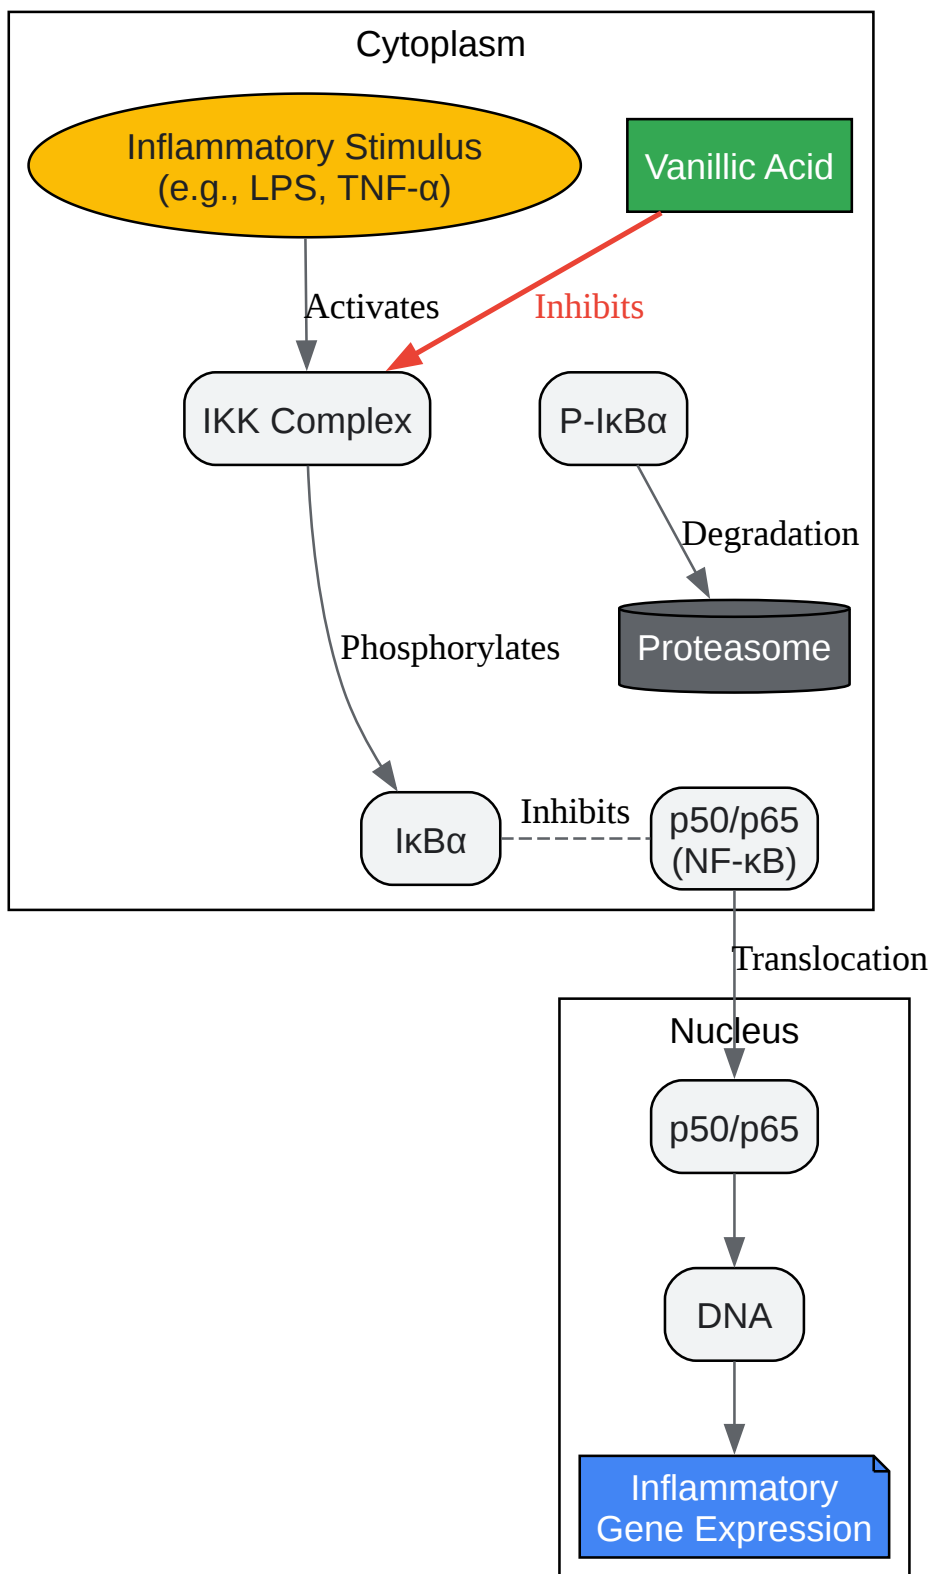 Cytoplasm
Inflammatory Stimulus
(e.g., LPS, TNF-α)
Vanillic Acid
Activates
Inhibits
IKK Complex
P-IκBα
Degradation
Proteasome
Phosphorylates
IκBα
Inhibits
p50/p65
(NF-κB)
Translocation
Nucleus
p50/p65
DNA
Inflammatory
Gene Expression